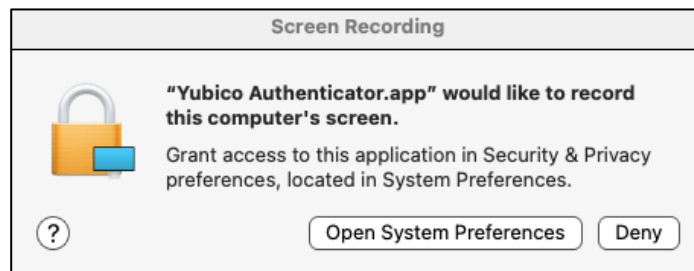 Screen Recording
“Yubico Authenticator.app” would like to record
this computer's screen.
Grant access to this application in Security & Privacy
preferences, located in System Preferences.
?
Open System Preferences
Deny